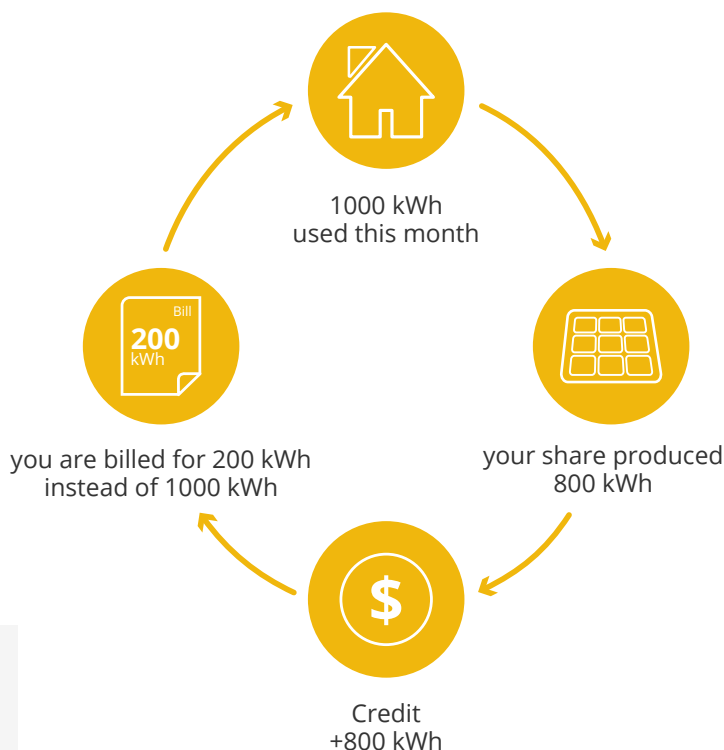 1000 kWh
used this month
your share produced
800 kWh
$
Credit
+800 kWh
Bill
200
kWh
you are billed for 200 kWh
instead of 1000 kWh